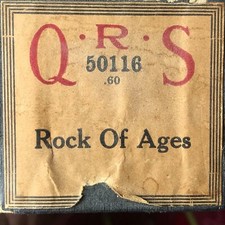 Q·R·S
50116
.60
Rock Of Ages